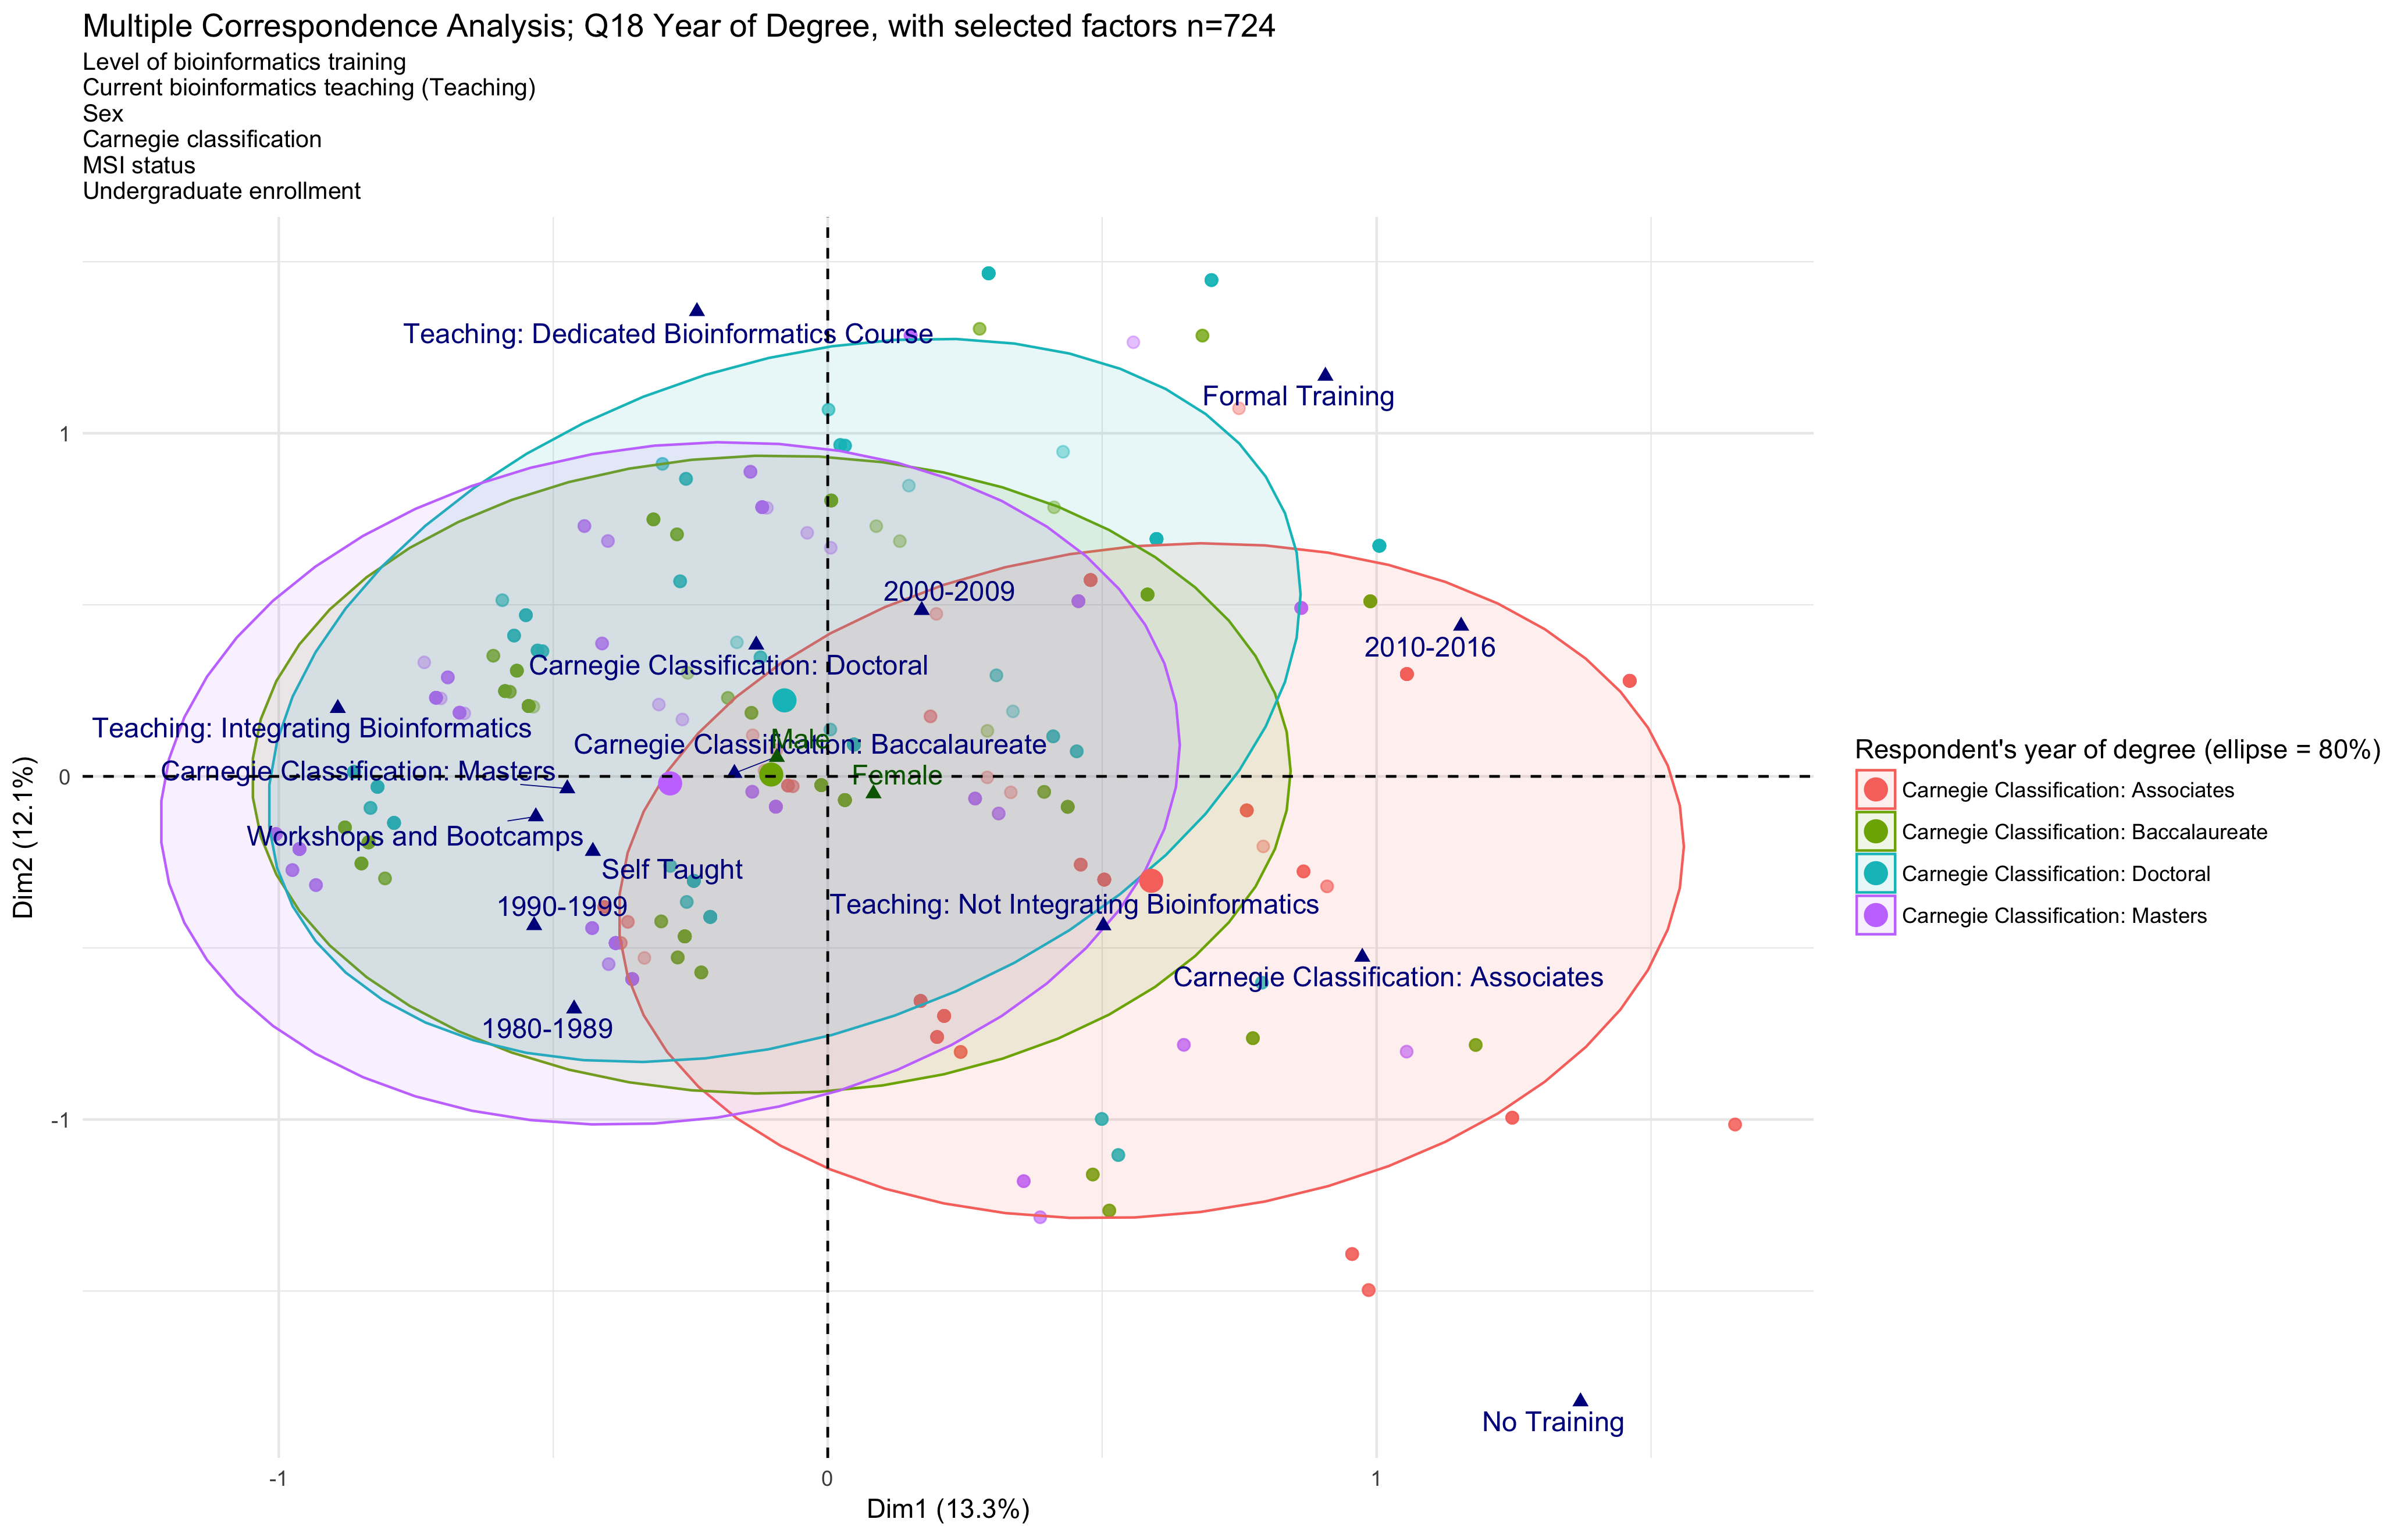 Multiple Correspondence Analysis; Q18 Year of Degree, with selected factors n=724
Level of bioinformatics training
Current bioinformatics teaching (Teaching)
Sex
Carnegie classification
MSI status
Undergraduate enrollment
Teaching: Dedicated Bioinformatics Course
Formal Training
1
2000-2009
2010-2016
Carnegie Classification: Doctoral
Teaching: Integrating Bioinformatics
Male
Carnegie Classification: Baccalaureate
Carnegie Classification: Masters
Female
0
Workshops and Bootcamps
Self Taught
1990-1999
Teaching: Not Integrating Bioinformatics
Carnegie Classification: Associates
1980-1989
-1
No Training
-1
0
1
Dim1 (13.3%)
Dim2 (12.1%)
Respondent's year of degree (ellipse = 80%)
Carnegie Classification: Associates
Carnegie Classification: Baccalaureate
Carnegie Classification: Doctoral
Carnegie Classification: Masters